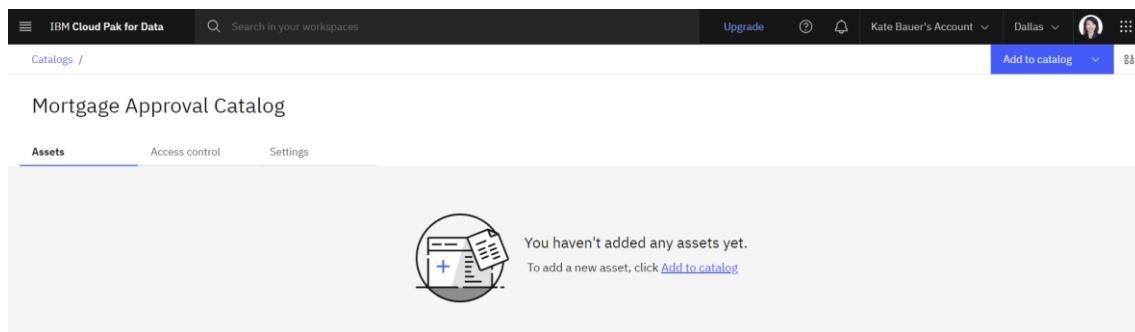 IBM Cloud Pak for Data Search in your workspaces Upgrade Kate Bauer's Account Dallas
Catalogs / Add to catalog
Mortgage Approval Catalog
Assets Access control Settings
You haven't added any assets yet.
To add a new asset, click Add to catalog